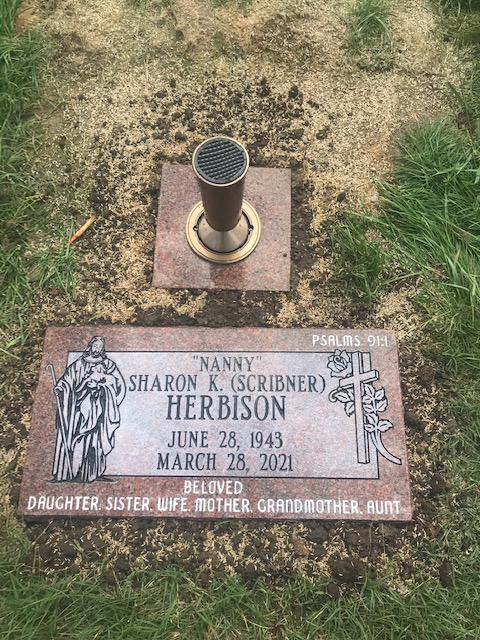 PSALMS 91:1
"NANNY"
SHARON K. (SCRIBNER)
HERBISON
JUNE 28, 1943
MARCH 28, 2021
BELOVED
DAUGHTER, SISTER, WIFE, MOTHER, GRANDMOTHER, AUNT